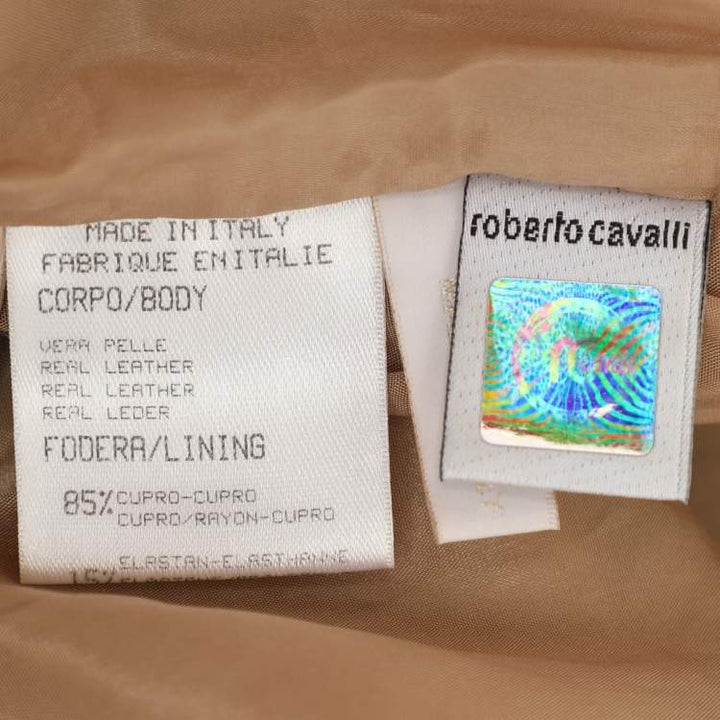 MADE IN ITALY
FABRIQUE EN ITALIE
CORPO/BODY
VERA PELLE
REAL LEATHER
REAL LEATHER
REAL LEDER
FODERA/LINING
85% CUPRO-CUPRO
CUPRO/RAYON-CUPRO
15% ELASTAN-ELASTHANNE
roberto cavalli